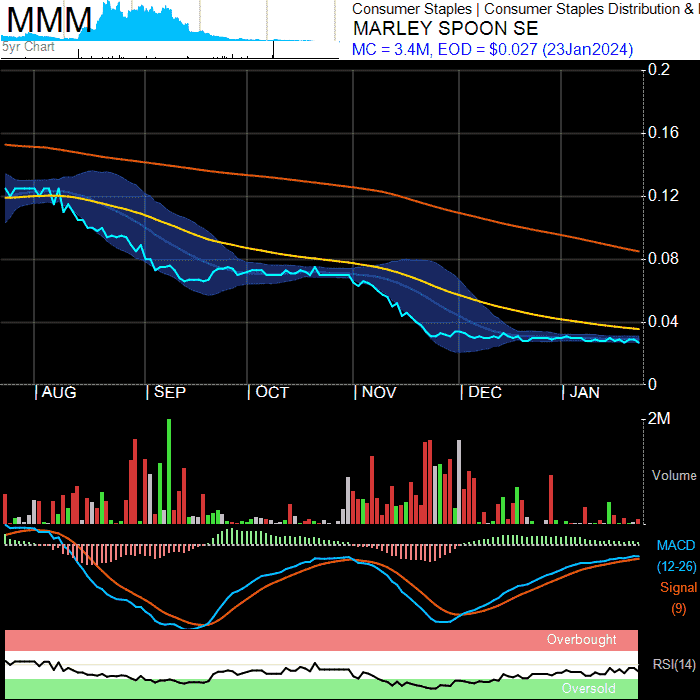 MMM
5yr Chart
Consumer Staples | Consumer Staples Distribution &
MARLEY SPOON SE
MC = 3.4M, EOD = $0.027 (23Jan2024)
0.2
0.16
0.12
0.08
0.04
0
AUG
SEP
OCT
NOV
DEC
JAN
2M
Volume
MACD
(12-26)
Signal
(9)
Overbought
RSI(14)
Oversold